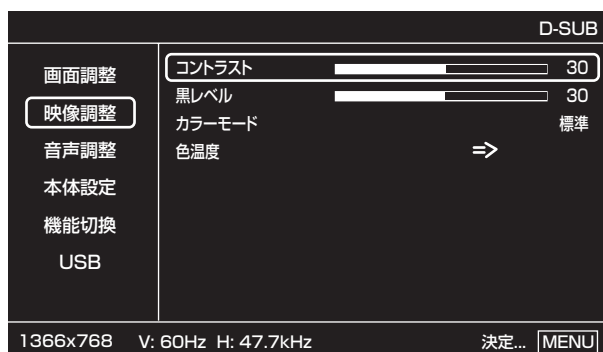 D-SUB
画面調整
映像調整
音声調整
本体設定
機能切換
USB
コントラスト 30
黒レベル 30
カラーモード 標準
色温度 =>
1366x768 V: 60Hz H: 47.7kHz 決定... MENU